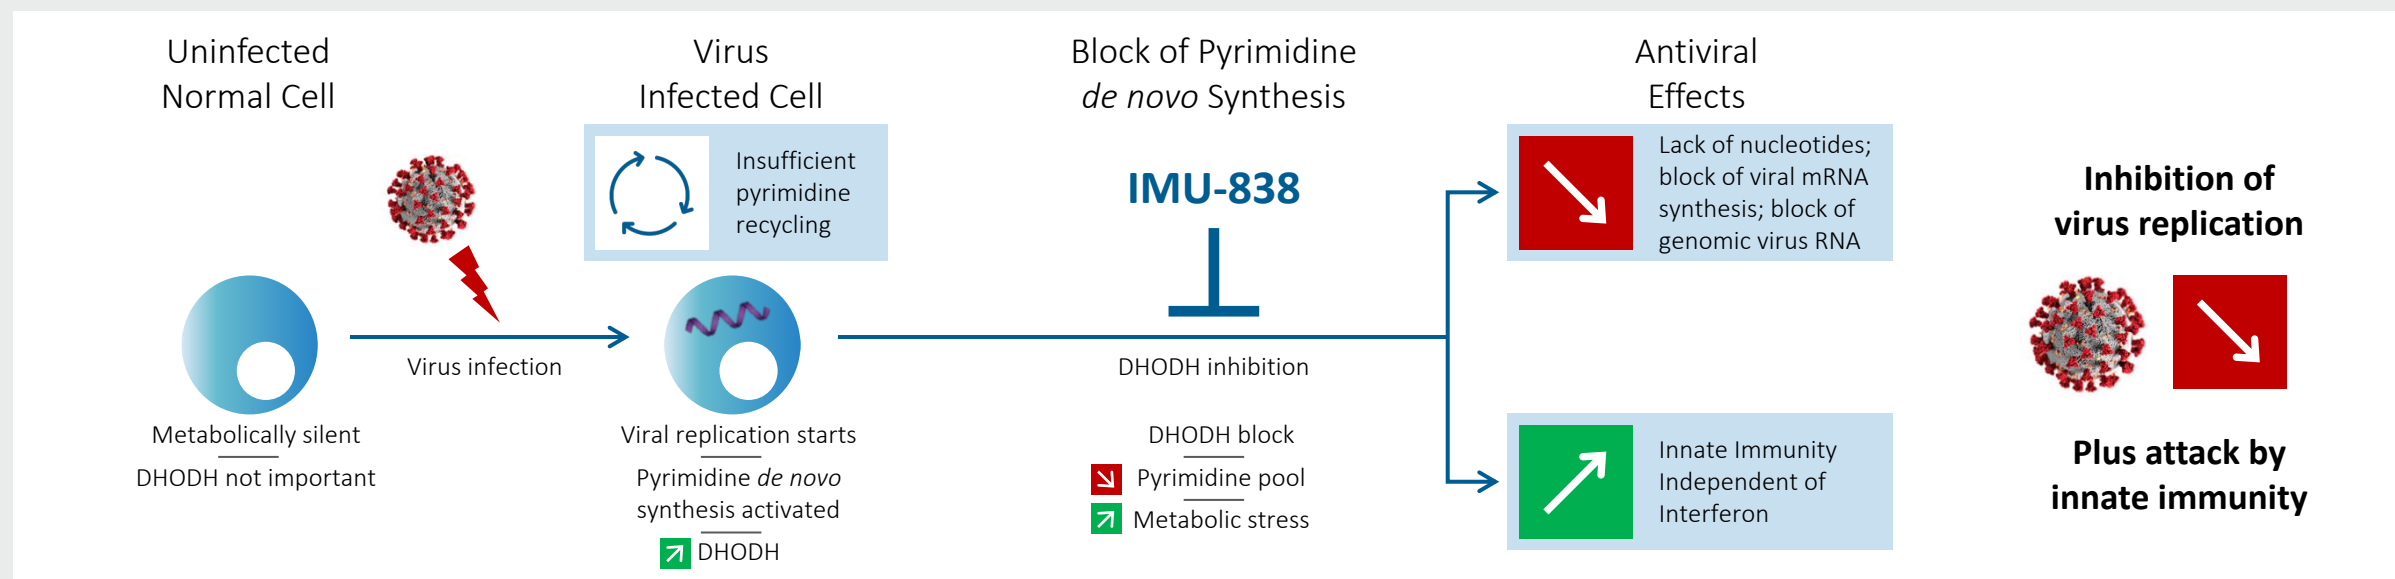 Uninfected
Normal Cell
Virus
Infected Cell
Block of Pyrimidine
de novo Synthesis
Antiviral
Effects
Insufficient
pyrimidine
recycling
IMU-838
Lack of nucleotides;
block of viral mRNA
synthesis; block of
genomic virus RNA
Inhibition of
virus replication
Virus infection
DHODH inhibition
Metabolically silent
DHODH not important
Viral replication starts
Pyrimidine de novo
synthesis activated
DHODH
DHODH block
Pyrimidine pool
Metabolic stress
Innate Immunity
Independent of
Interferon
Plus attack by
innate immunity